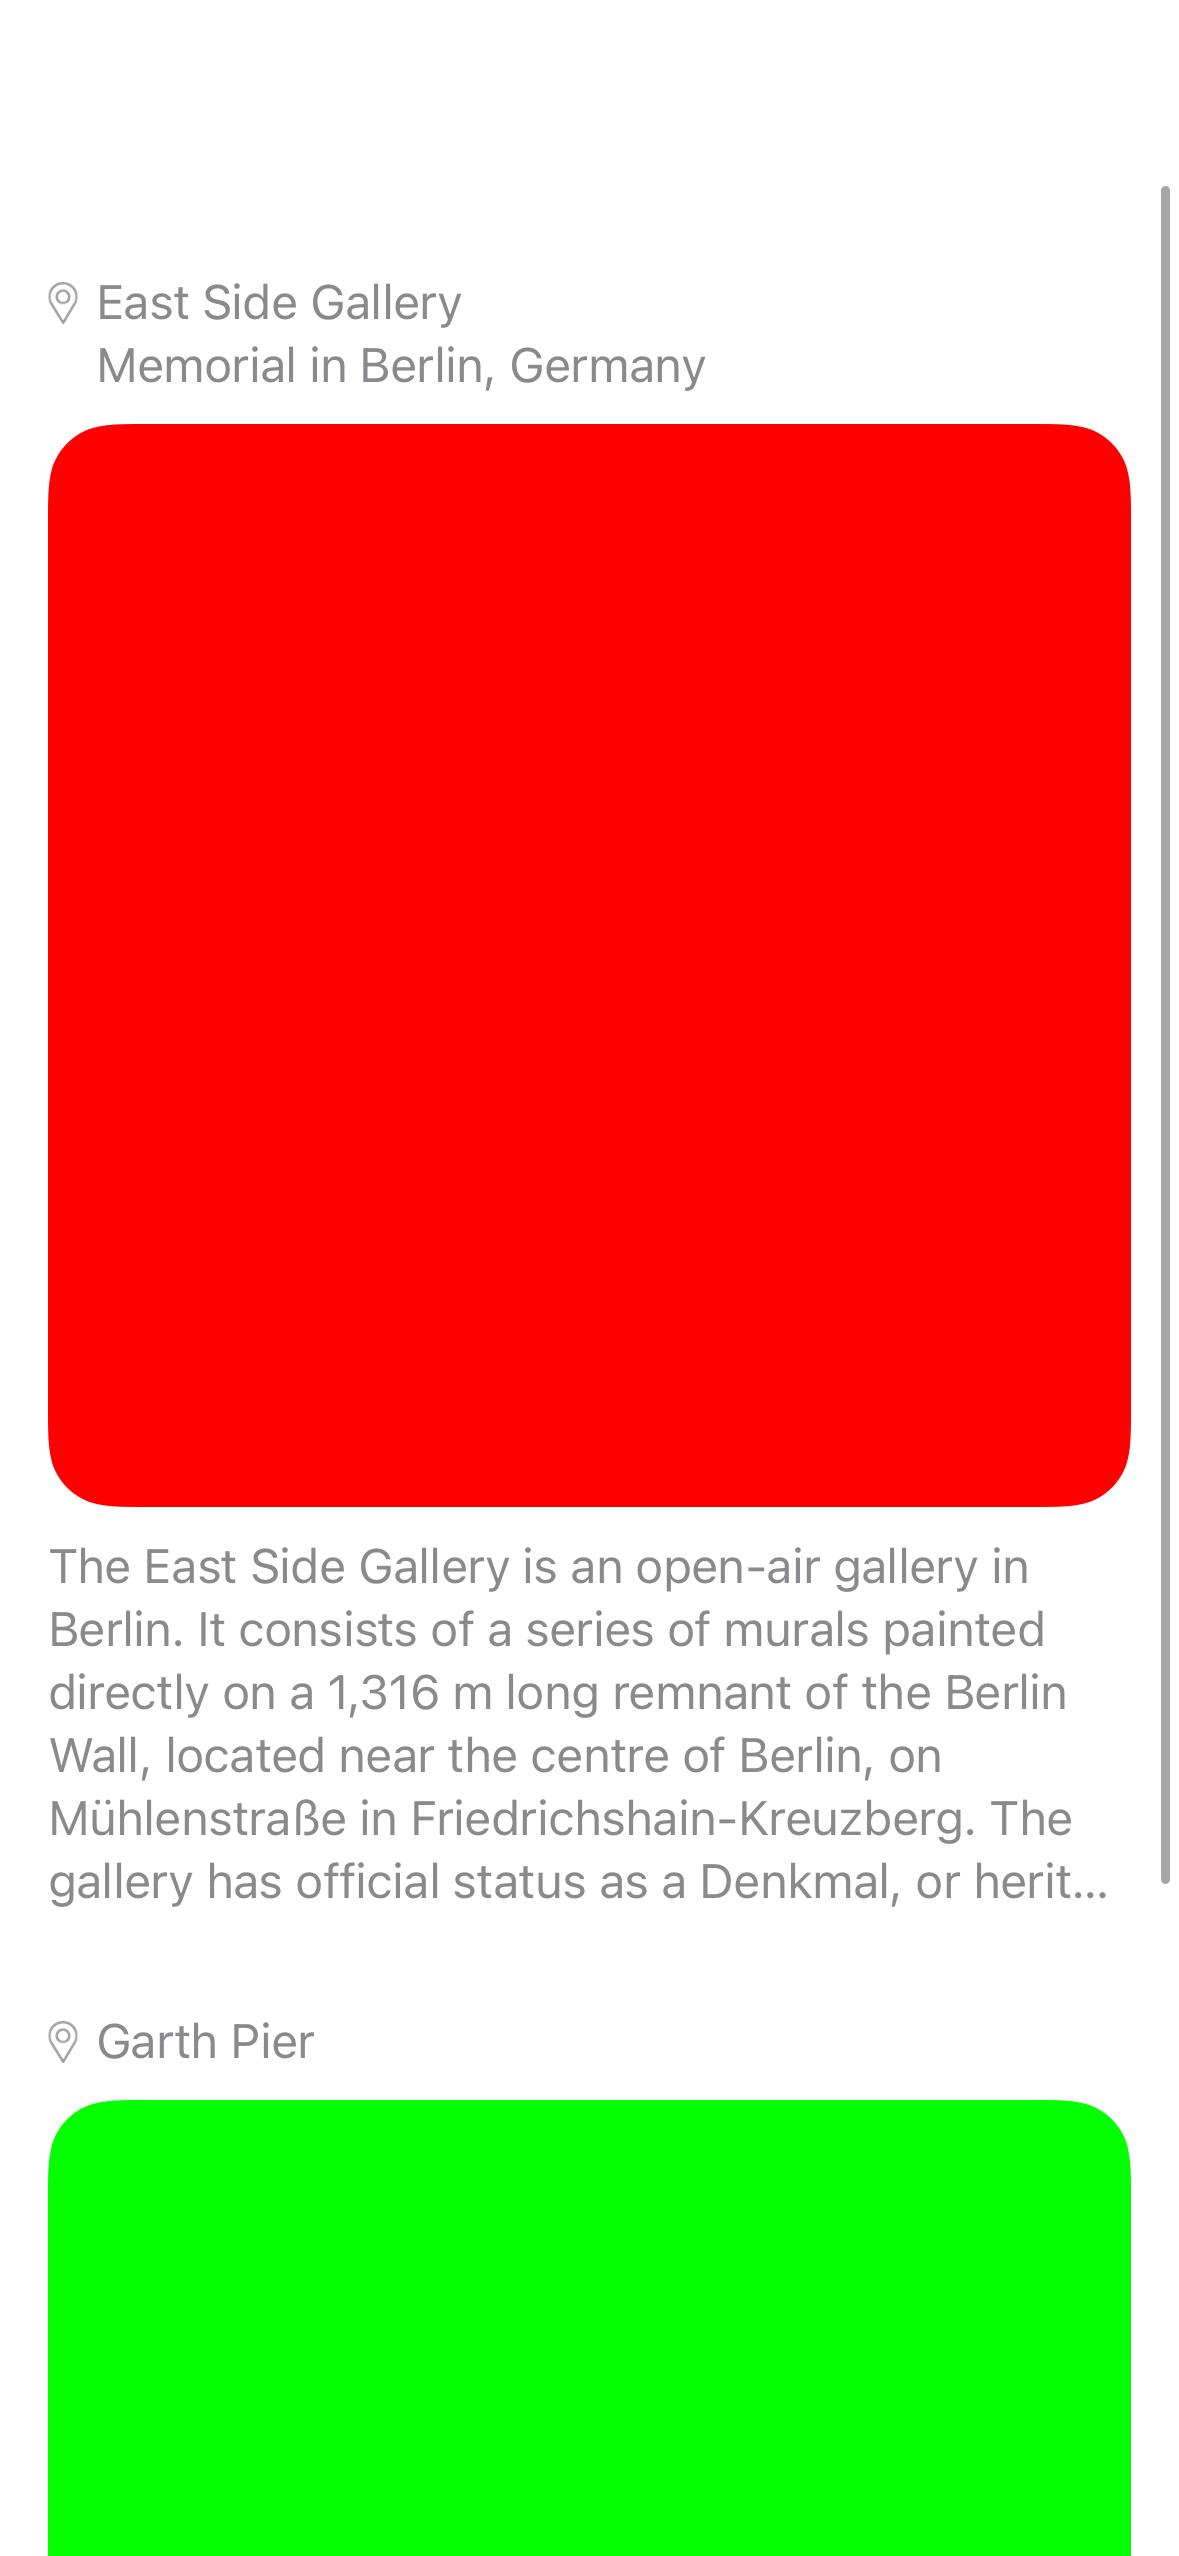 East Side Gallery
Memorial in Berlin, Germany
The East Side Gallery is an open-air gallery in
Berlin. It consists of a series of murals painted
directly on a 1,316 m long remnant of the Berlin
Wall, located near the centre of Berlin, on
Mühlenstraße in Friedrichshain-Kreuzberg. The
gallery has official status as a Denkmal, or herit...
Garth Pier